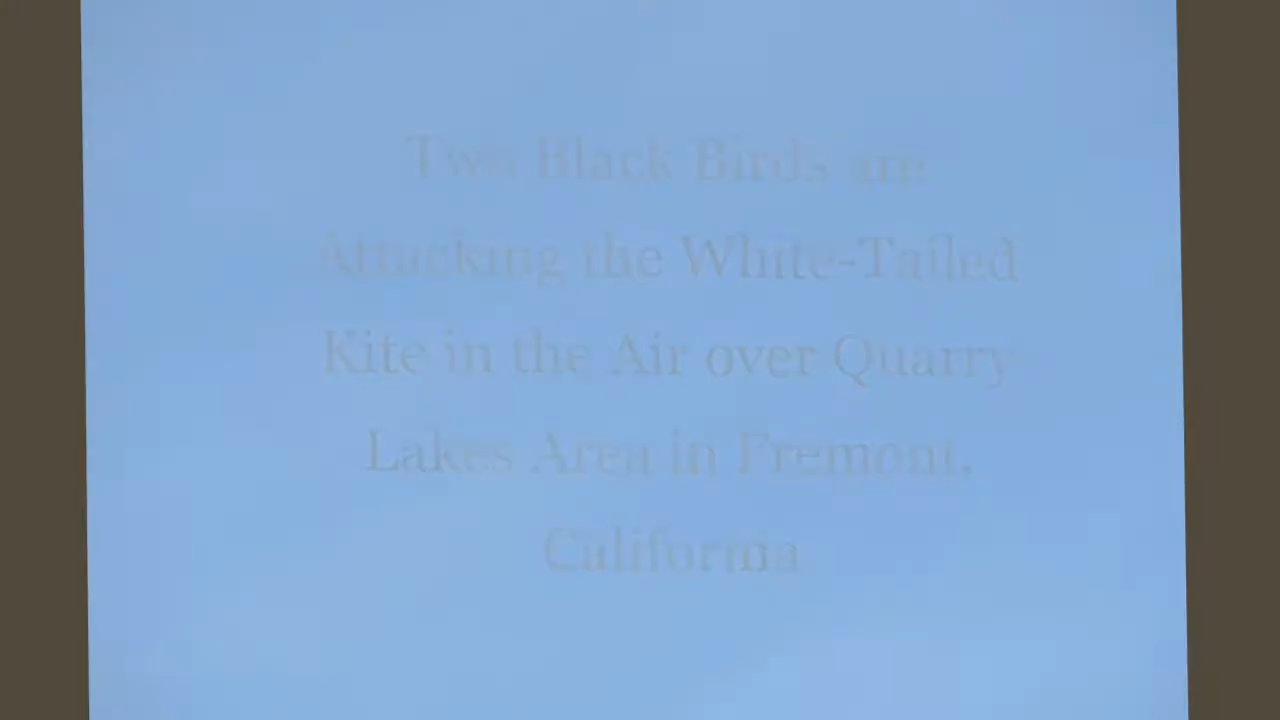 Two Black Birds are
Attacking the White-Tailed
Kite in the Air over Quarry
Lakes Area in Fremont,
California